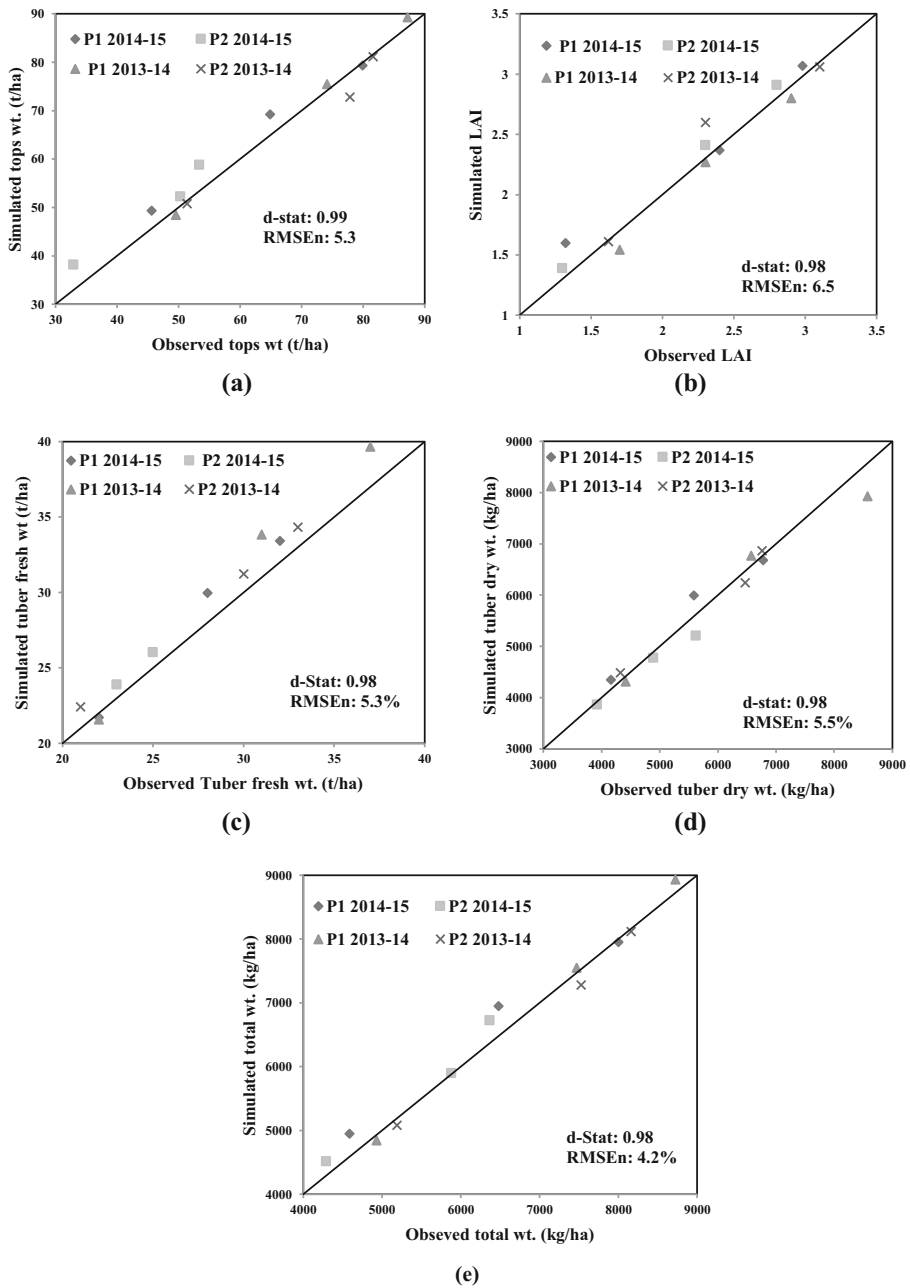 90
80
70
60
50
40
30
Simulated tops wt. (t/ha)
P1 2014-15 P2 2014-15
P1 2013-14 P2 2013-14
d-stat: 0.99
RMSEn: 5.3
30 40 50 60 70 80 90
Observed tops wt (t/ha)
(a)
3.5
3
2.5
2
1.5
1
Simulated LAI
P1 2014-15 P2 2014-15
P1 2013-14 P2 2013-14
d-stat: 0.98
RMSEn: 6.5
1 1.5 2 2.5 3 3.5
Observed LAI
(b)
40
35
30
25
20
Simulated tuber fresh wt (t/ha)
P1 2014-15 P2 2014-15
P1 2013-14 P2 2013-14
d-Stat: 0.98
RMSEn: 5.3%
20 25 30 35 40
Observed Tuber fresh wt. (t/ha)
(c)
9000
8000
7000
6000
5000
4000
3000
Simulated tuber dry wt. (kg/ha)
P1 2014-15 P2 2014-15
P1 2013-14 P2 2013-14
d-stat: 0.98
RMSEn: 5.5%
3000 4000 5000 6000 7000 8000 9000
Observed tuber dry wt. (kg/ha)
(d)
9000
8000
7000
6000
5000
4000
Simulated total wt. (kg/ha)
P1 2014-15 P2 2014-15
P1 2013-14 P2 2013-14
d-Stat: 0.98
RMSEn: 4.2%
4000 5000 6000 7000 8000 9000
Obseved total wt. (kg/ha)
(e)